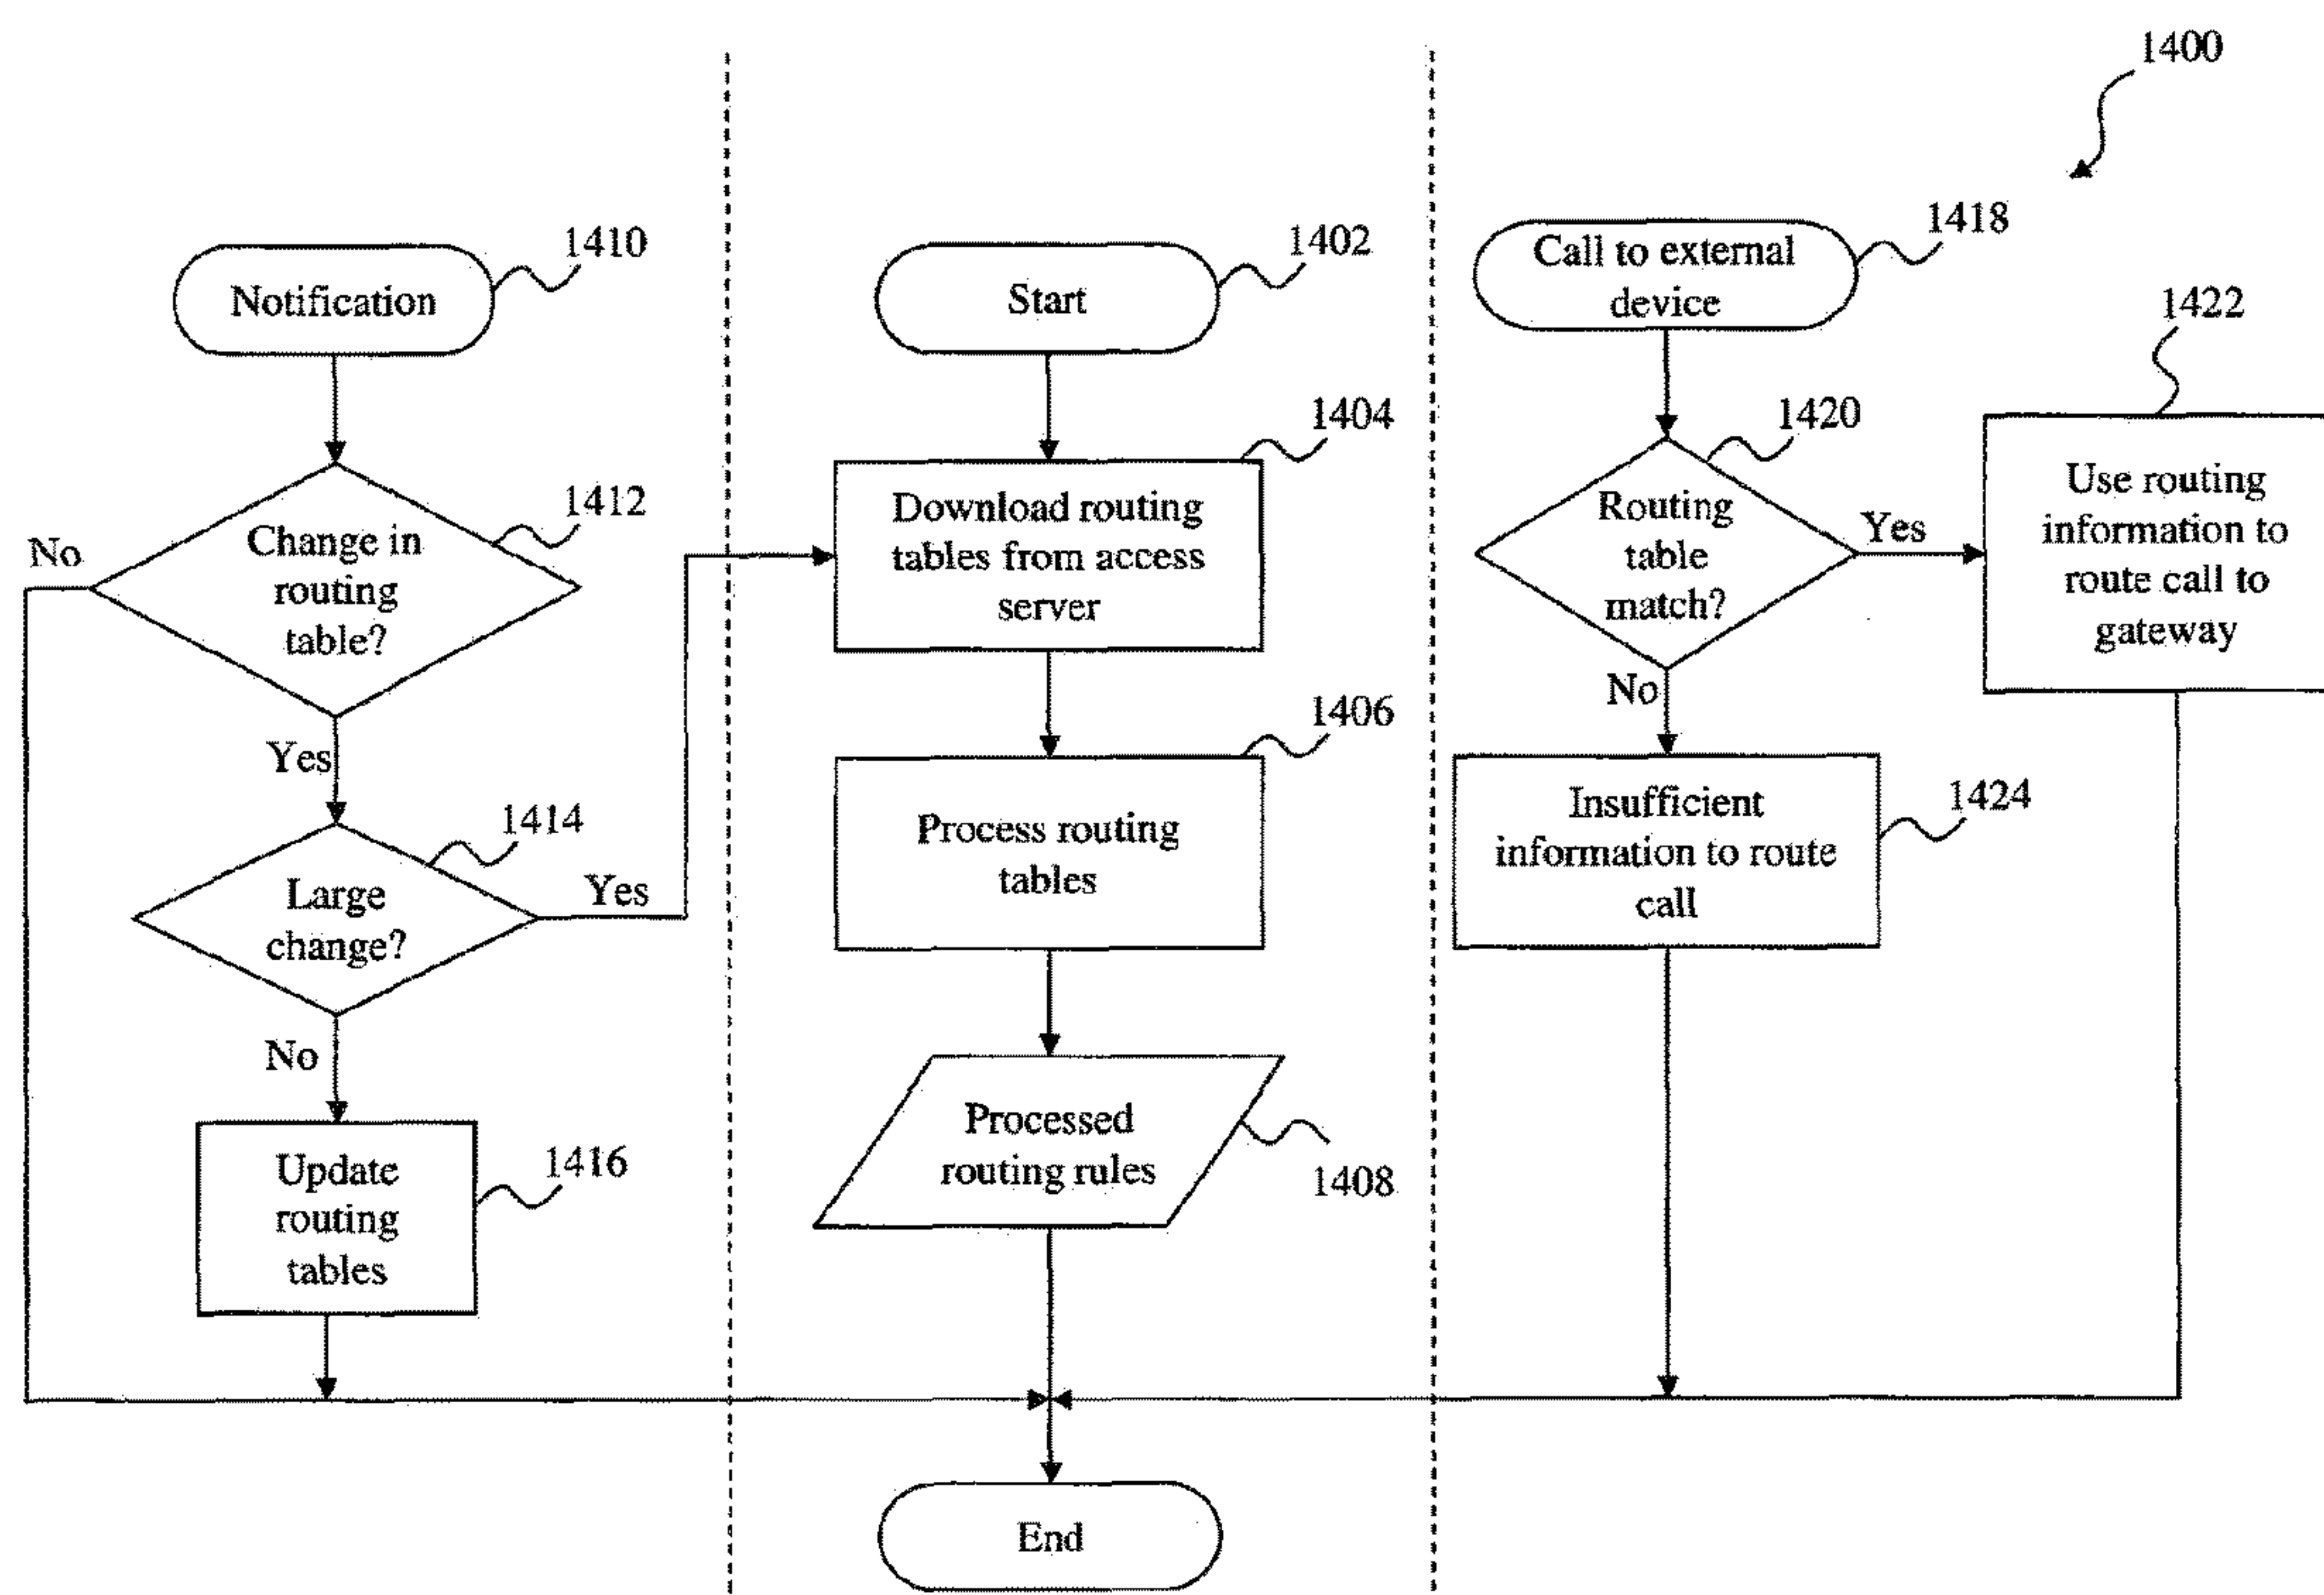 1400
1410
Notification
1412
Change in
routing
table?
No
Yes
1414
Large
change?
Yes
No
1416
Update
routing
tables
1402
Start
1404
Download routing
tables from access
server
1406
Process routing
tables
Processed
routing rules
1408
End
1418
Call to external
device
1420
Routing
table
match?
Yes
1422
Use routing
information to
route call to
gateway
No
Insufficient
information to route
call
1424